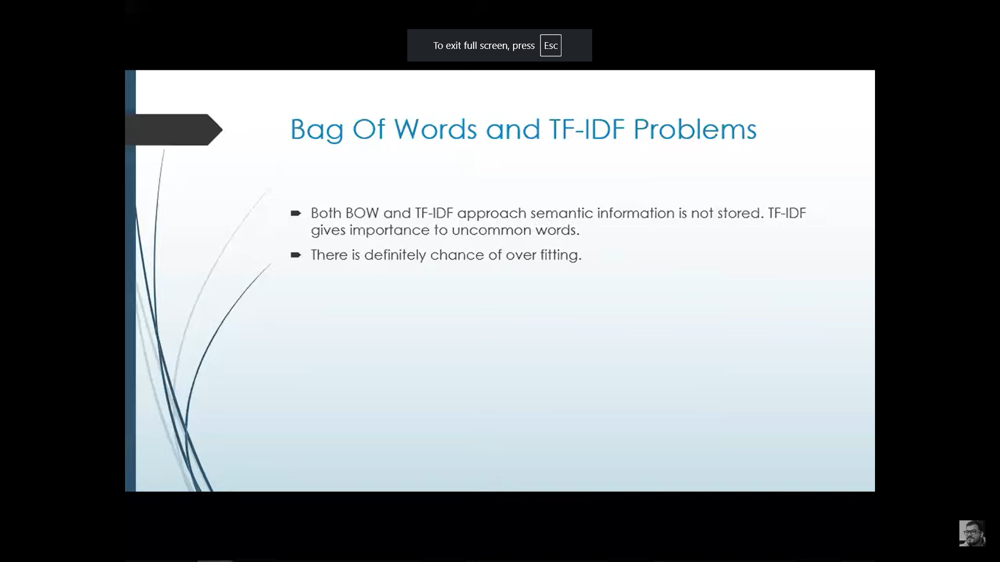 To exit full screen, press Esc
Bag Of Words and TF-IDF Problems
Both BOW and TF-IDF approach semantic information is not stored. TF-IDF
gives importance to uncommon words.
There is definitely chance of over fitting.